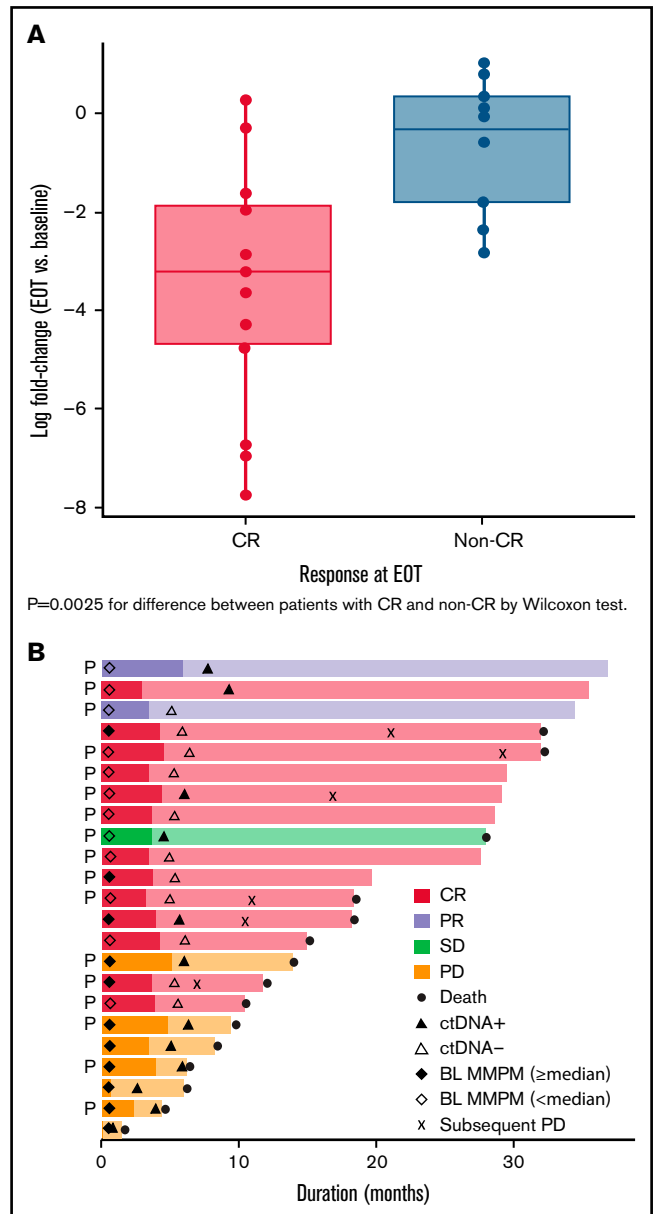 A
Log fold-change (EOT vs. baseline)
0
−2
−4
−6
−8
CR
Non-CR
Response at EOT
P=0.0025 for difference between patients with CR and non-CR by Wilcoxon test.
B
P
P
P
x
P x
P
P x
P
P
P
P
P x
x
P
P x
P
P
P
P
CR
PR
SD
PD
Death
ctDNA+
ctDNA−
BL MMPM (≥median)
BL MMPM (<median)
x Subsequent PD
0
10
20
30
Duration (months)